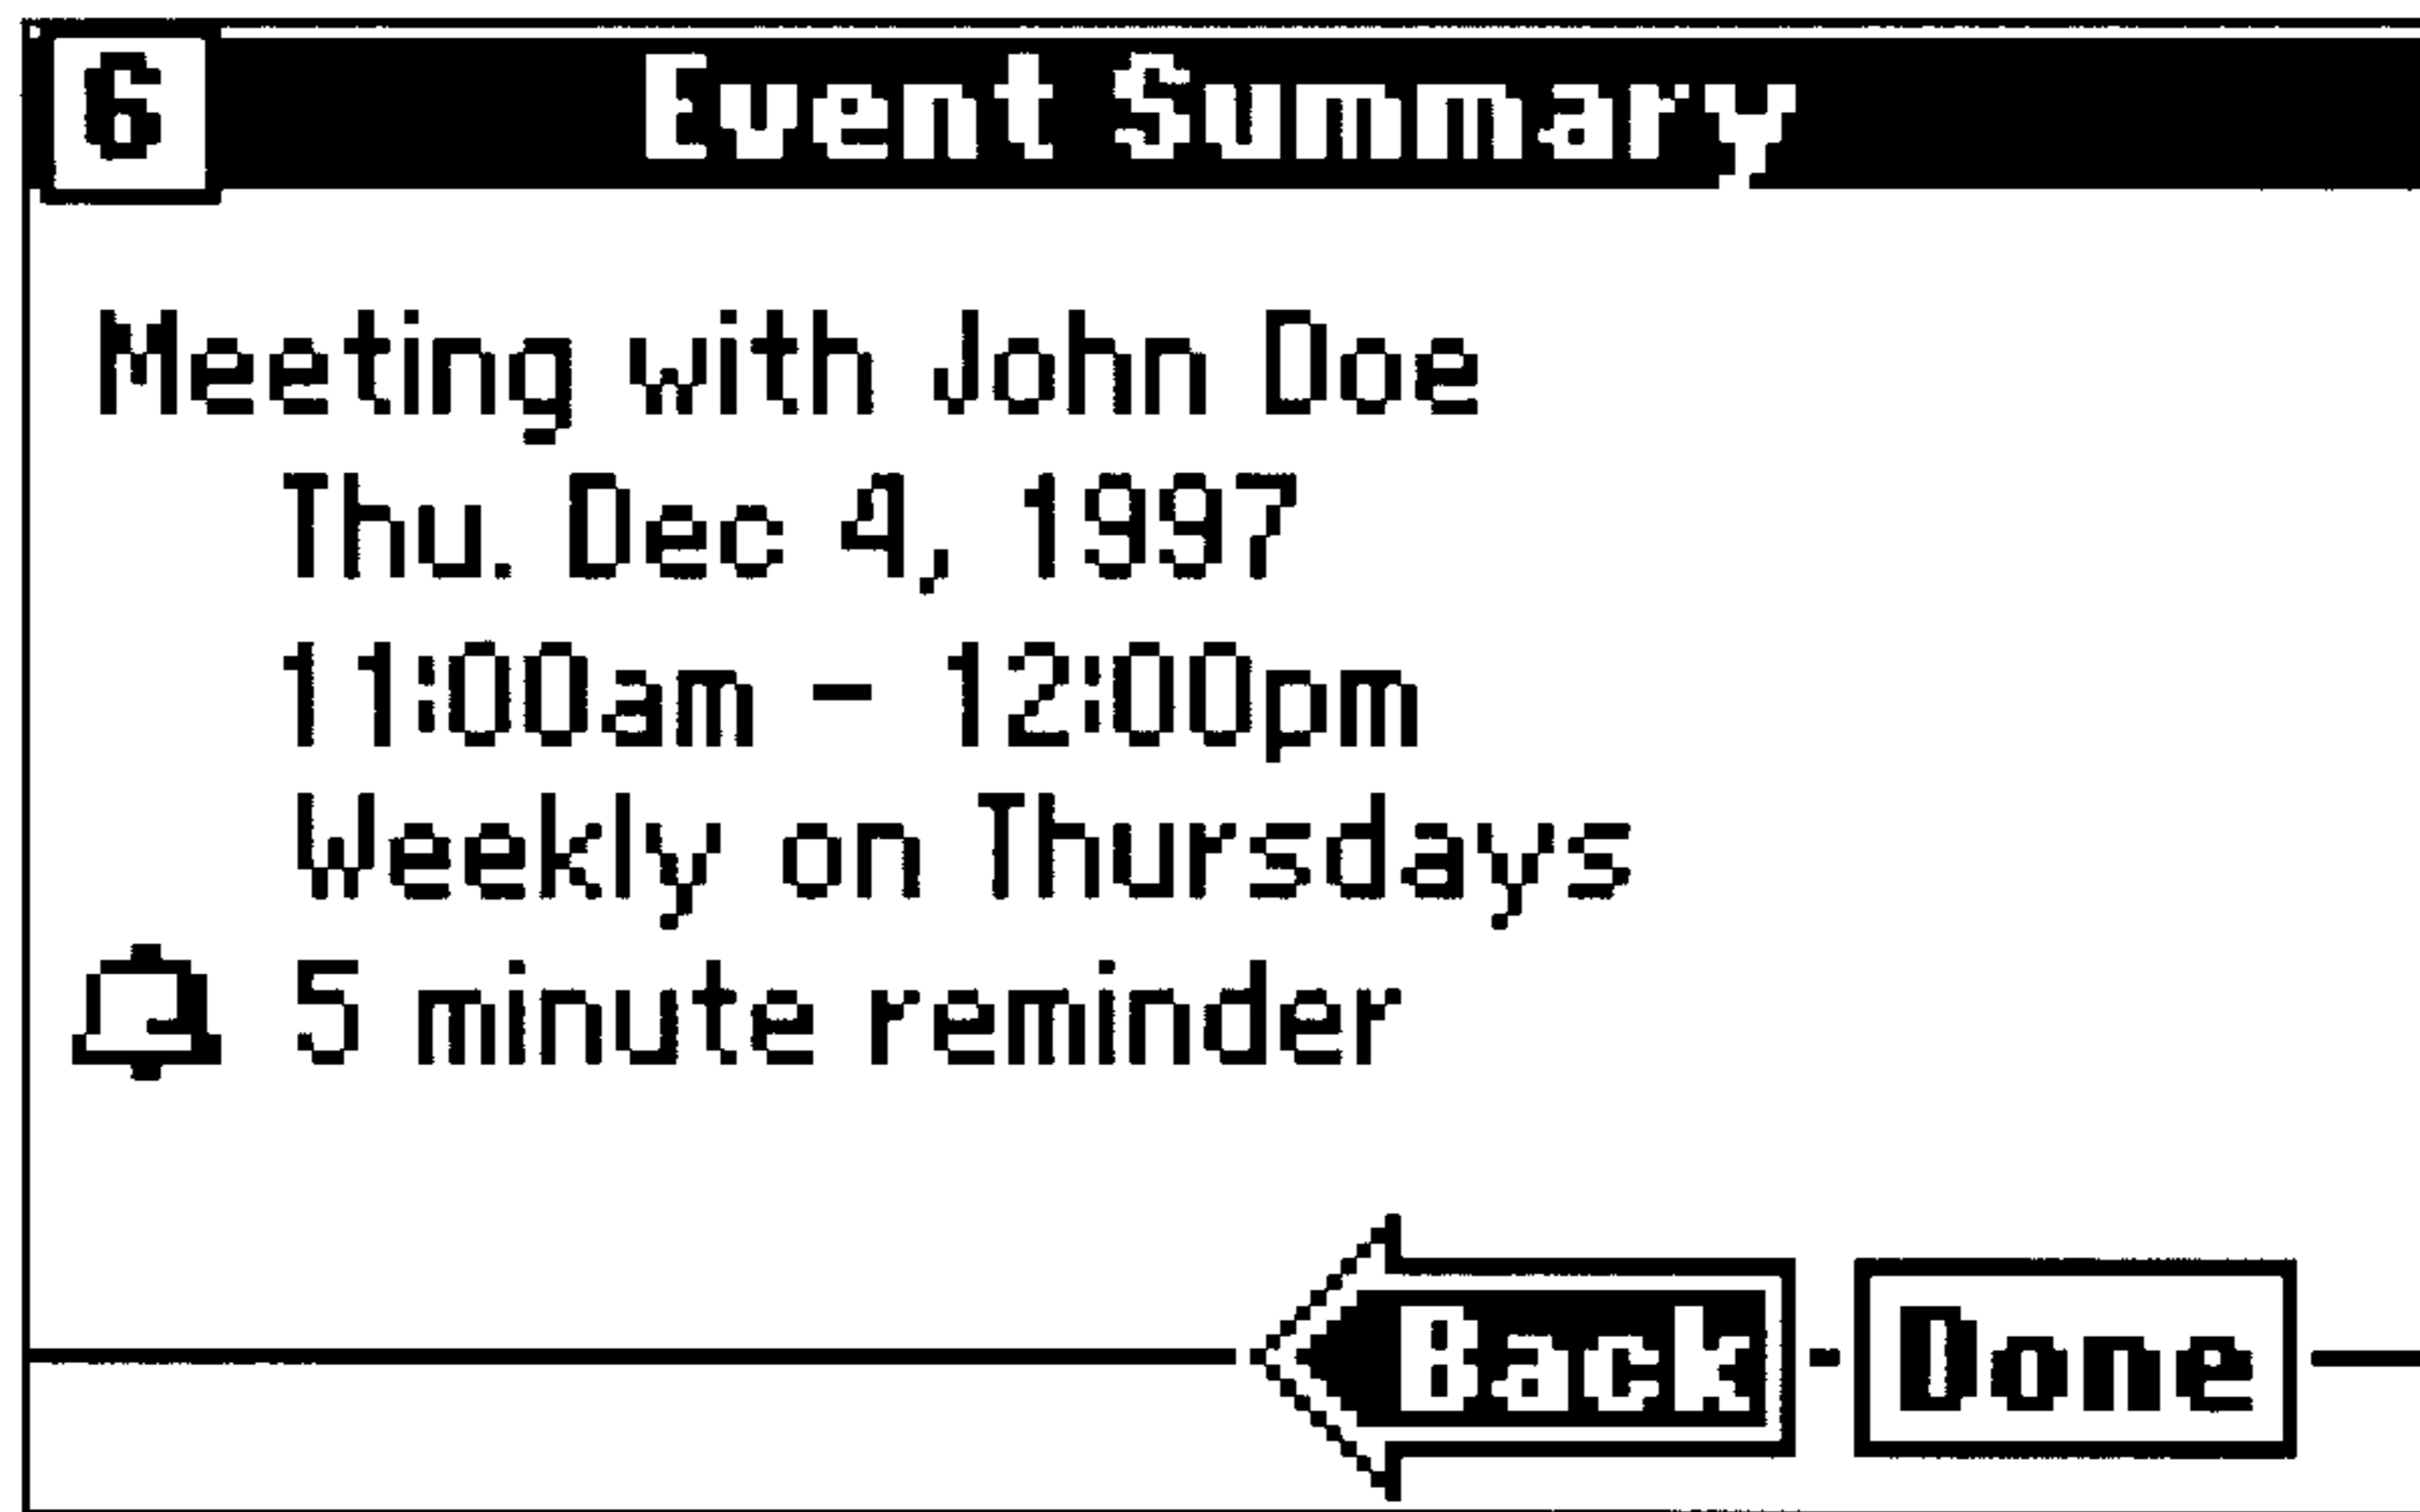 6 Event Summary
Meeting with John Doe
Thu. Dec 4, 1997
11:00am - 12:00pm
Weekly on Thursdays
5 minute reminder
Back Done